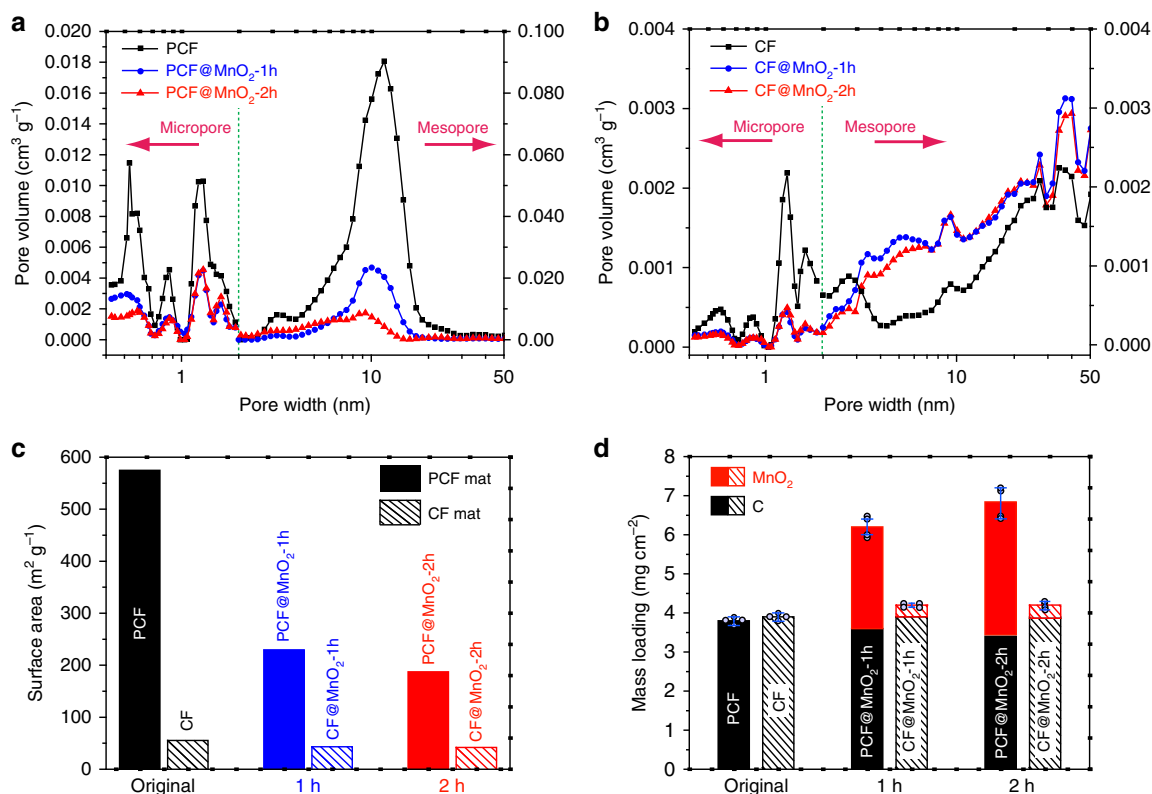 a
0.020
0.018
0.016
0.014
0.012
0.010
0.008
0.006
0.004
0.002
0.000
Pore volume (cm³ g⁻¹)
PCF
PCF@MnO₂-1h
PCF@MnO₂-2h
Micropore
Mesopore
0.100
0.080
0.060
0.040
0.020
0.00
1
10
50
Pore width (nm)
b
0.004
0.003
0.002
0.001
0.000
Pore volume (cm³ g⁻¹)
CF
CF@MnO₂-1h
CF@MnO₂-2h
Micropore
Mesopore
0.004
0.003
0.002
0.001
0.000
1
10
50
Pore width (nm)
c
600
500
400
300
200
100
50
0
Surface area (m² g⁻¹)
PCF mat
CF mat
PCF
CF
PCF@MnO₂-1h
CF@MnO₂-1h
PCF@MnO₂-2h
CF@MnO₂-2h
Original
1 h
2 h
d
8
7
6
5
4
3
2
1
0
Mass loading (mg cm⁻²)
MnO₂
C
PCF
CF
PCF@MnO₂-1h
CF@MnO₂-1h
PCF@MnO₂-2h
CF@MnO₂-2h
Original
1 h
2 h